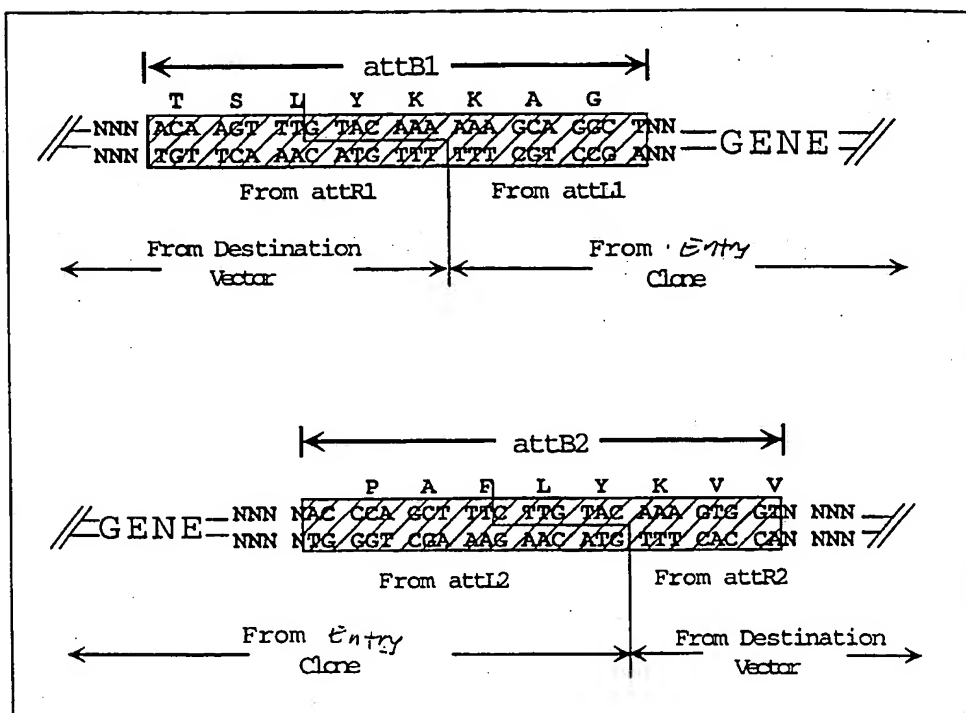 attB1
T S L Y K K A G
NNN ACA AGT TTG TAC AAA AAA GCA GGC TNN GENE
NNN TGT TCA AAC ATG TTT TTT CGT CCG ANN
From attR1 From attL1
From Destination Vector From Entry Clone
attB2
P A F L Y K V V
GENE NNN NAC CCA GCT TTC TTG TAC AAA GTG GTN NNN
NNN NTG GGT CGA AAG AAC ATG TTT CAC CAN NNN
From attL2 From attR2
From Entry Clone From Destination Vector